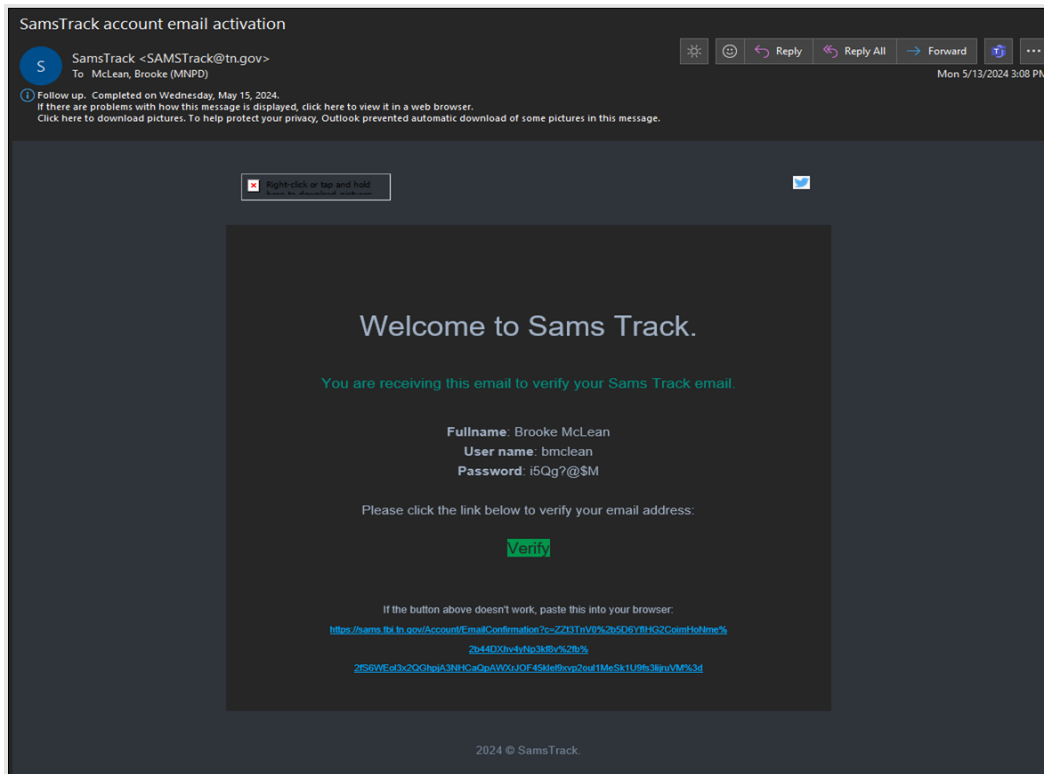 SamsTrack account email activation
S
SamsTrack <SAMSTrack@tn.gov>
To McLean, Brooke (MNPD)
Reply
Reply All
Forward
Mon 5/13/2024 3:08 PM
Follow up. Completed on Wednesday, May 15, 2024.
If there are problems with how this message is displayed, click here to view it in a web browser.
Click here to download pictures. To help protect your privacy, Outlook prevented automatic download of some pictures in this message.
Right-click or tap and hold
here to download pictures
Welcome to Sams Track.
You are receiving this email to verify your Sams Track email.
Fullname: Brooke McLean
User name: bmclean
Password: i5Qg?@$M
Please click the link below to verify your email address:
Verify
If the button above doesn't work, paste this into your browser:
https://sams.tbi.tn.gov/Account/EmailConfirmation?c=
2024 © SamsTrack.